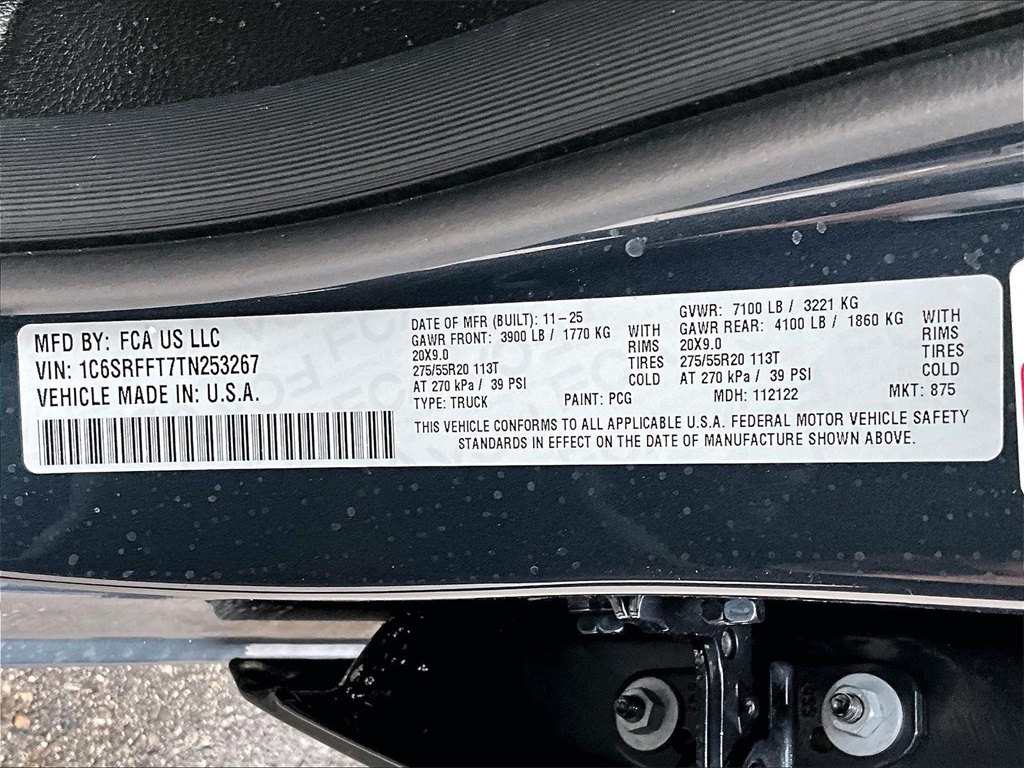 MFD BY: FCA US LLC
VIN: 1C6SRFFT7TN253267
VEHICLE MADE IN: U.S.A.
DATE OF MFR (BUILT): 11-25
GAWR FRONT: 3900 LB / 1770 KG WITH
20X9.0 RIMS
275/55R20 113T TIRES
AT 270 kPa / 39 PSI COLD
TYPE: TRUCK PAINT: PCG
GVWR: 7100 LB / 3221 KG
GAWR REAR: 4100 LB / 1860 KG WITH
20X9.0 RIMS
275/55R20 113T TIRES
AT 270 kPa / 39 PSI COLD
MDH: 112122 MKT: 875
THIS VEHICLE CONFORMS TO ALL APPLICABLE U.S.A. FEDERAL MOTOR VEHICLE SAFETY
STANDARDS IN EFFECT ON THE DATE OF MANUFACTURE SHOWN ABOVE.